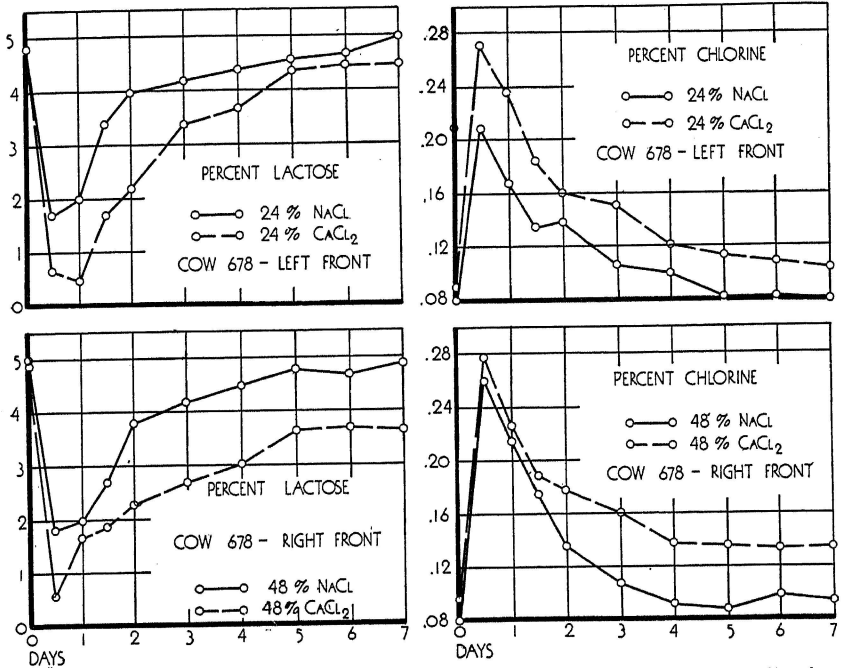 5
4
3
2
1
0
PERCENT LACTOSE
24% NACL
24% CACL2
COW 678 - LEFT FRONT
.28
.24
.20
.16
.12
.08
PERCENT CHLORINE
24% NACL
24% CACL2
COW 678 - LEFT FRONT
5
4
3
2
1
0
PERCENT LACTOSE
COW 678 - RIGHT FRONT
48% NACL
48% CACL2
0 1 2 3 4 5 6 7
DAYS
.28
.24
.20
.16
.12
.08
PERCENT CHLORINE
48% NACL
48% CACL2
COW 678 - RIGHT FRONT
0 1 2 3 4 5 6 7
DAYS